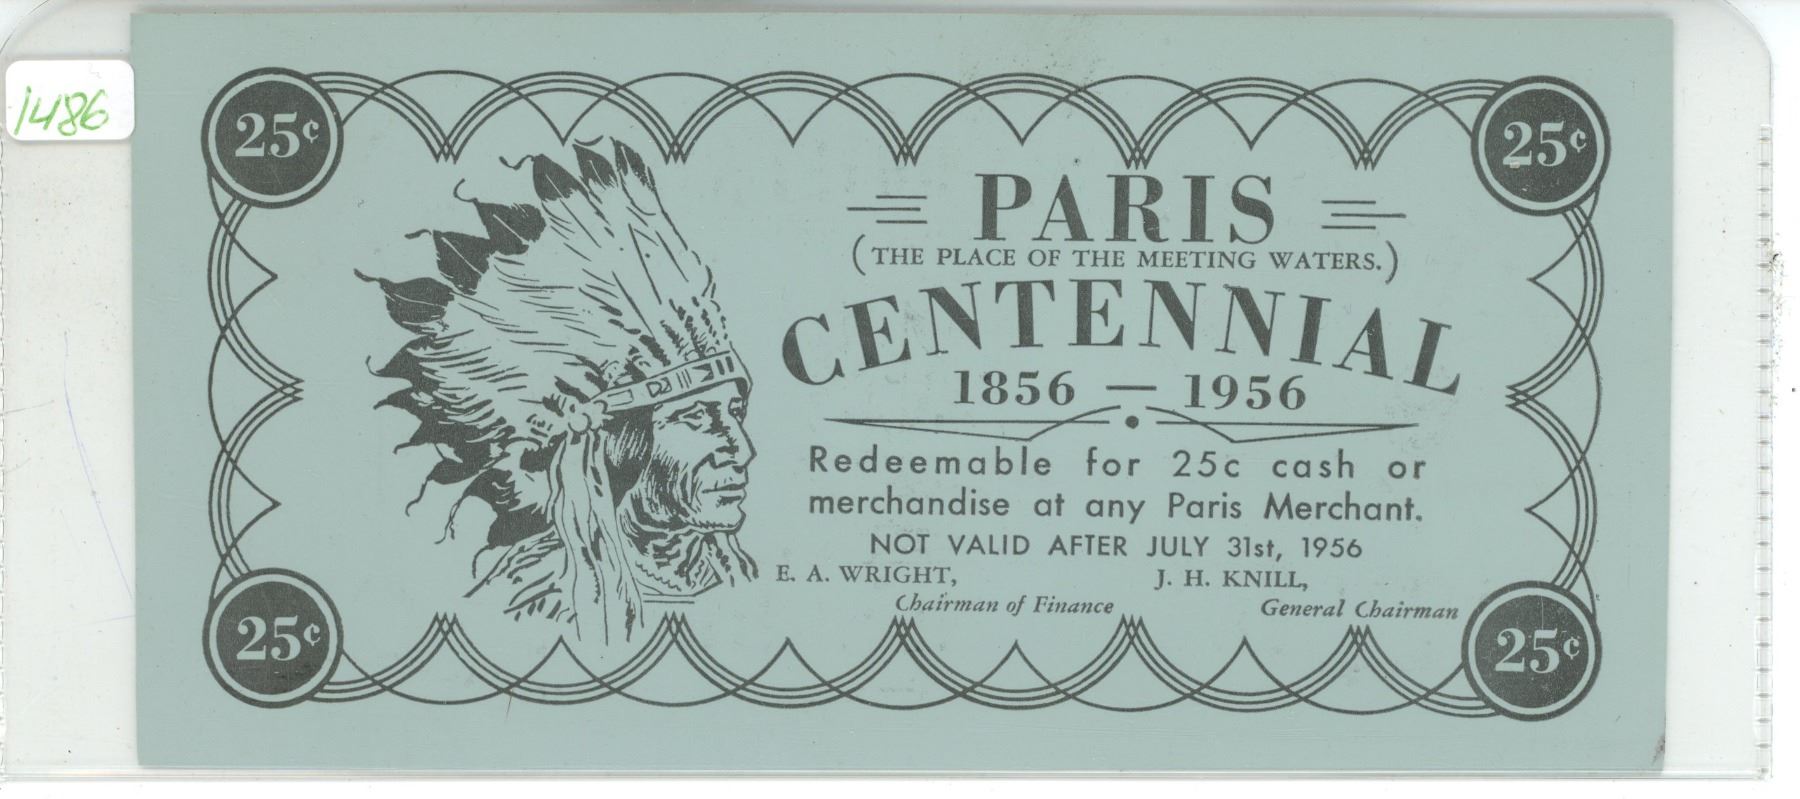 1486
25¢
25¢
PARIS
(THE PLACE OF THE MEETING WATERS.)
CENTENNIAL
1856 — 1956
Redeemable for 25c cash or
merchandise at any Paris Merchant.
NOT VALID AFTER JULY 31st, 1956
E. A. WRIGHT, J. H. KNILL,
Chairman of Finance General Chairman
25¢
25¢